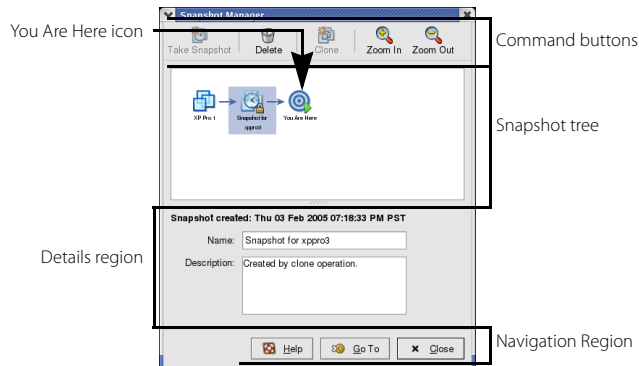 Snapshot Manager
You Are Here icon
Take Snapshot
Delete
Clone
Zoom In
Zoom Out
Command buttons
XP Pro 1
Snapshot for
xppro3
You Are Here
Snapshot tree
Snapshot created: Thu 03 Feb 2005 07:18:33 PM PST
Name:
Snapshot for xppro3
Details region
Description:
Created by clone operation.
Help
Go To
Close
Navigation Region